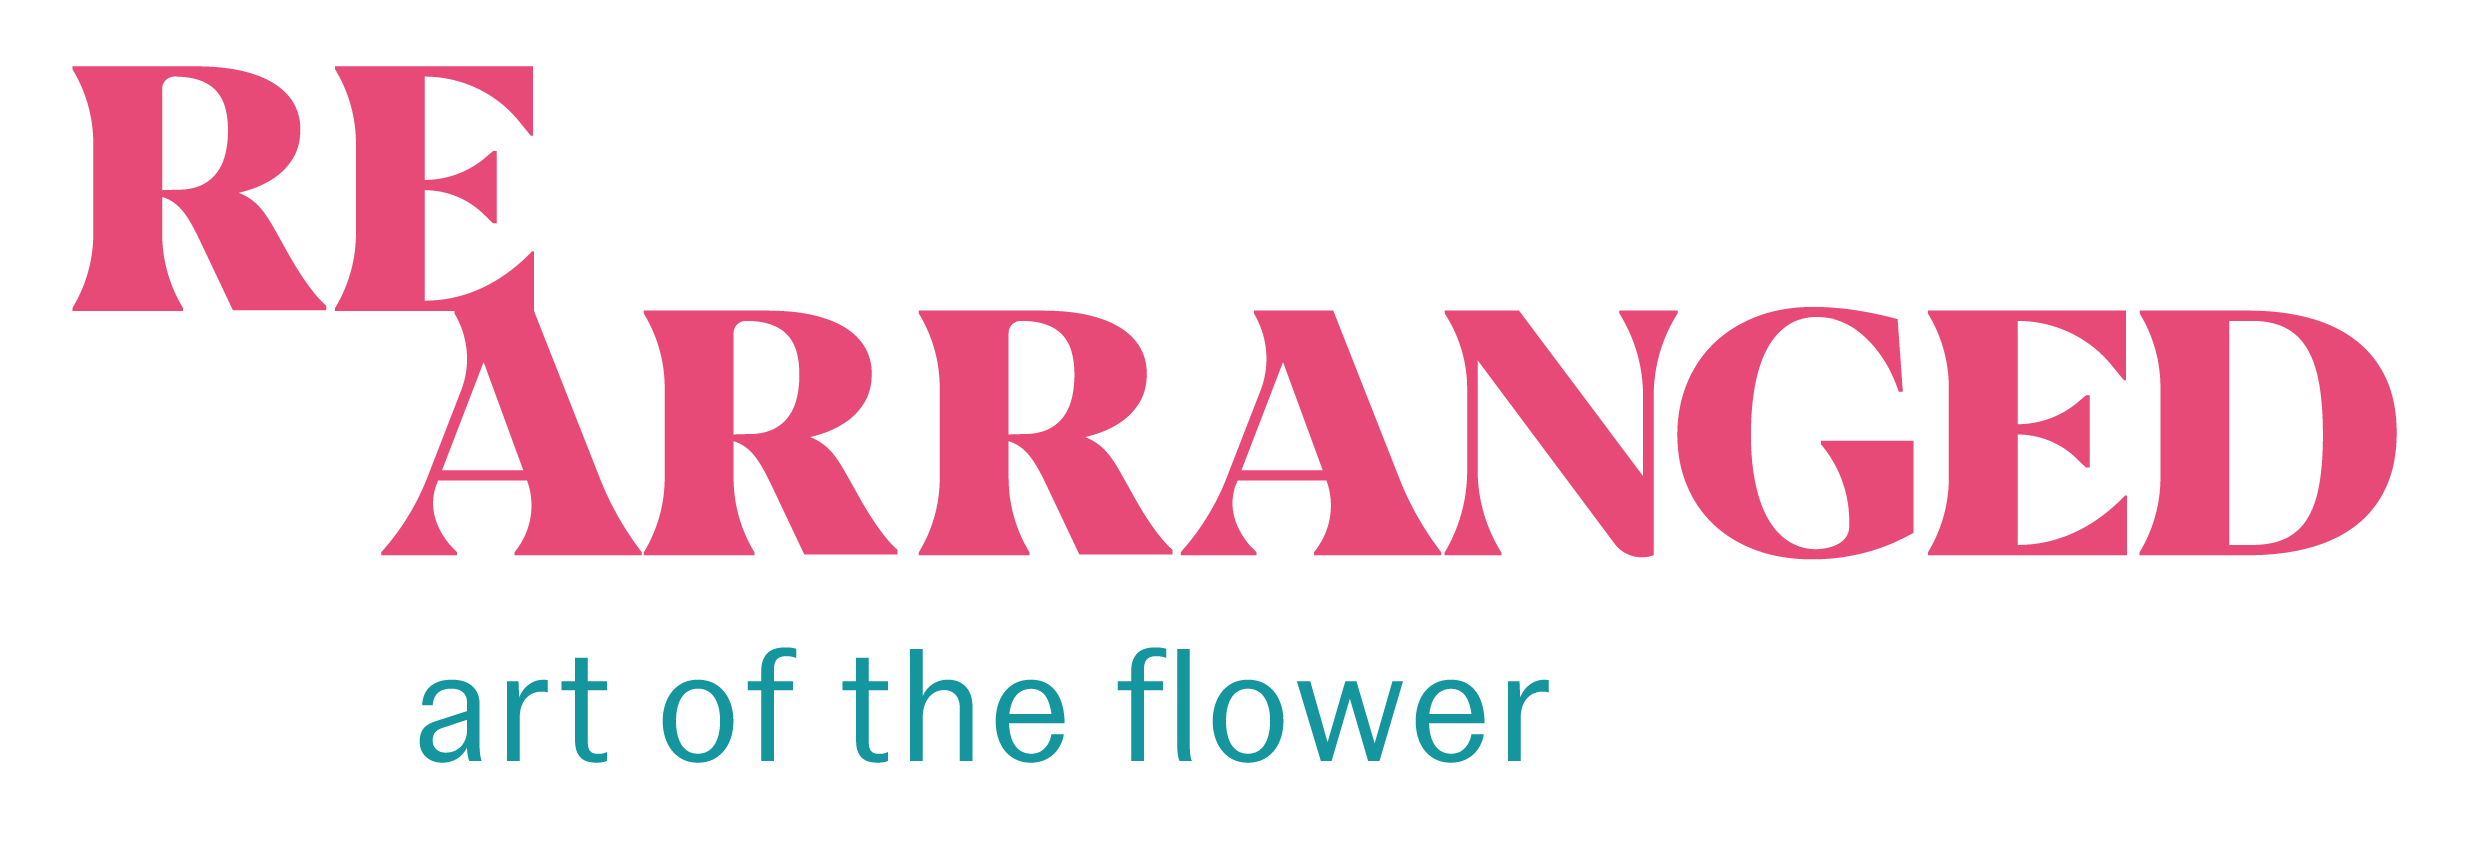 RE
ARRANGED
art of the flower